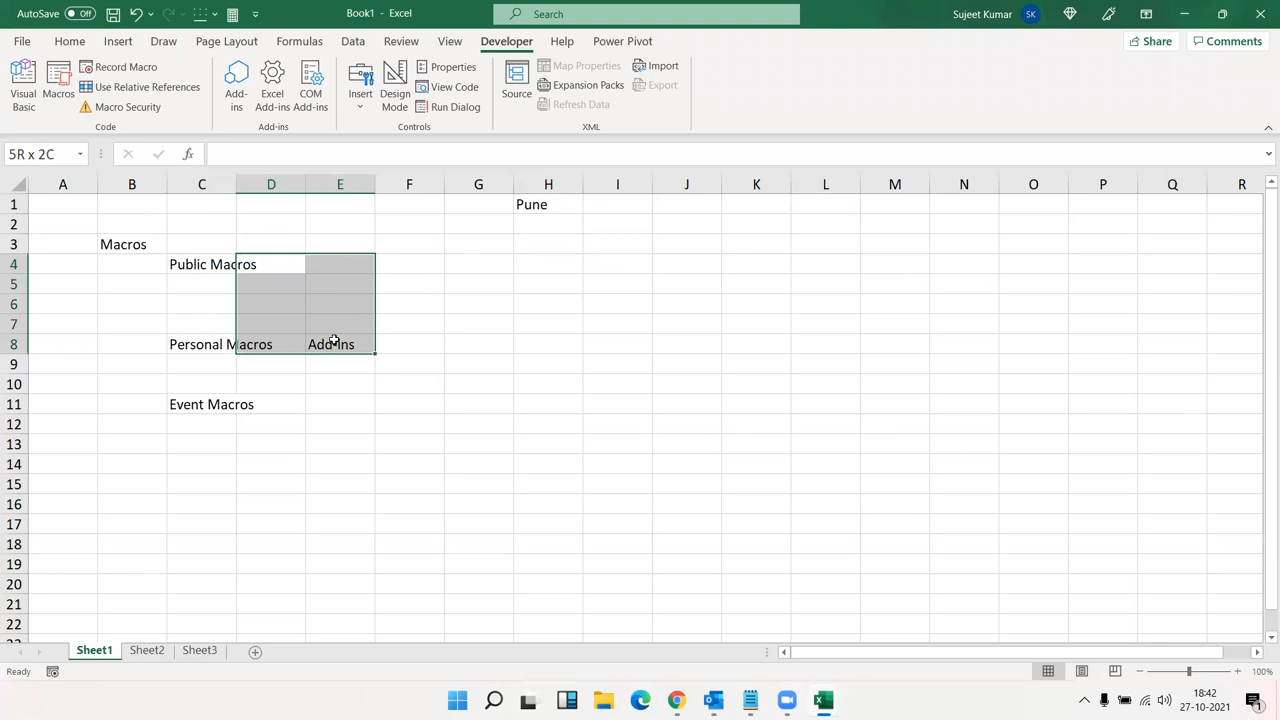 AutoSave Off Book1 - Excel Search Sujeet Kumar SK
File Home Insert Draw Page Layout Formulas Data Review View Developer Help Power Pivot Share Comments
Visual Basic
Macros
Record Macro
Use Relative References
Macro Security
Code
Add-ins
Excel Add-ins
COM Add-ins
Add-ins
Insert
Design Mode
Properties
View Code
Run Dialog
Controls
Source
Map Properties
Expansion Packs
Refresh Data
Import
Export
XML
5R x 2C fx
A B C D E F G H I J K L M N O P Q R
1 Pune
2
3 Macros
4 Public Macros
5
6
7
8 Personal Macros Add-Ins
9
10
11 Event Macros
12
13
14
15
16
17
18
19
20
21
22
23
Sheet1 Sheet2 Sheet3
Ready 100%
18:42
27-10-2021
1